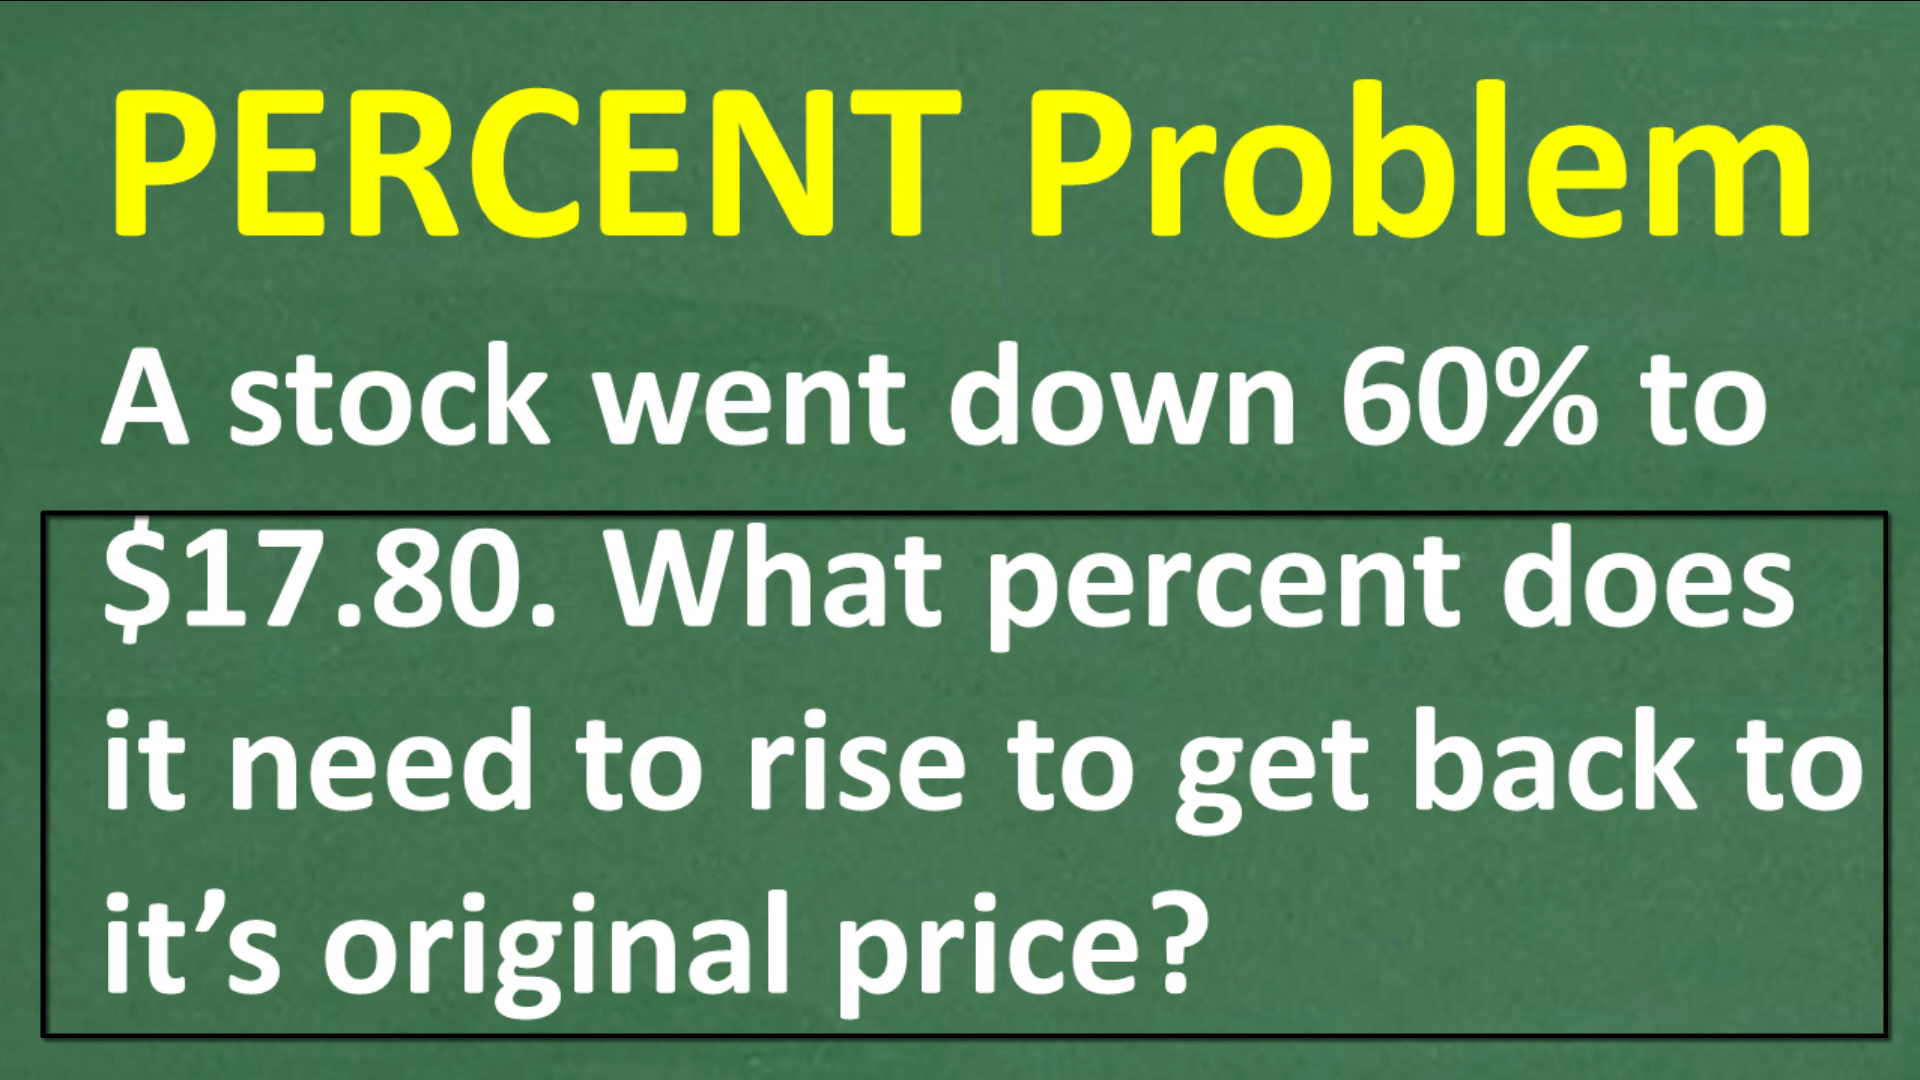 PERCENT Problem
A stock went down 60% to
$17.80. What percent does
it need to rise to get back to
it’s original price?